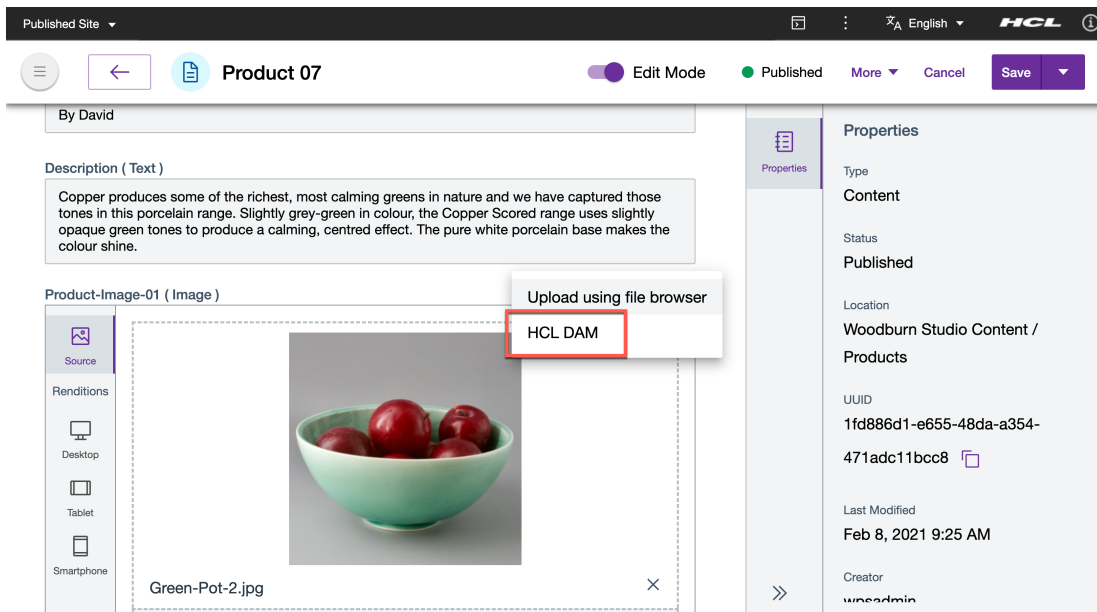 Published Site
English
HCL
Product 07
Edit Mode
Published
More
Cancel
Save
By David
Description ( Text )
Copper produces some of the richest, most calming greens in nature and we have captured those
tones in this porcelain range. Slightly grey-green in colour, the Copper Scored range uses slightly
opaque green tones to produce a calming, centred effect. The pure white porcelain base makes the
colour shine.
Product-Image-01 ( Image )
Upload using file browser
HCL DAM
Source
Renditions
Desktop
Tablet
Smartphone
Green-Pot-2.jpg
Properties
Properties
Type
Content
Status
Published
Location
Woodburn Studio Content /
Products
UUID
1fd886d1-e655-48da-a354-
471adc11bcc8
Last Modified
Feb 8, 2021 9:25 AM
Creator
wpsadmin